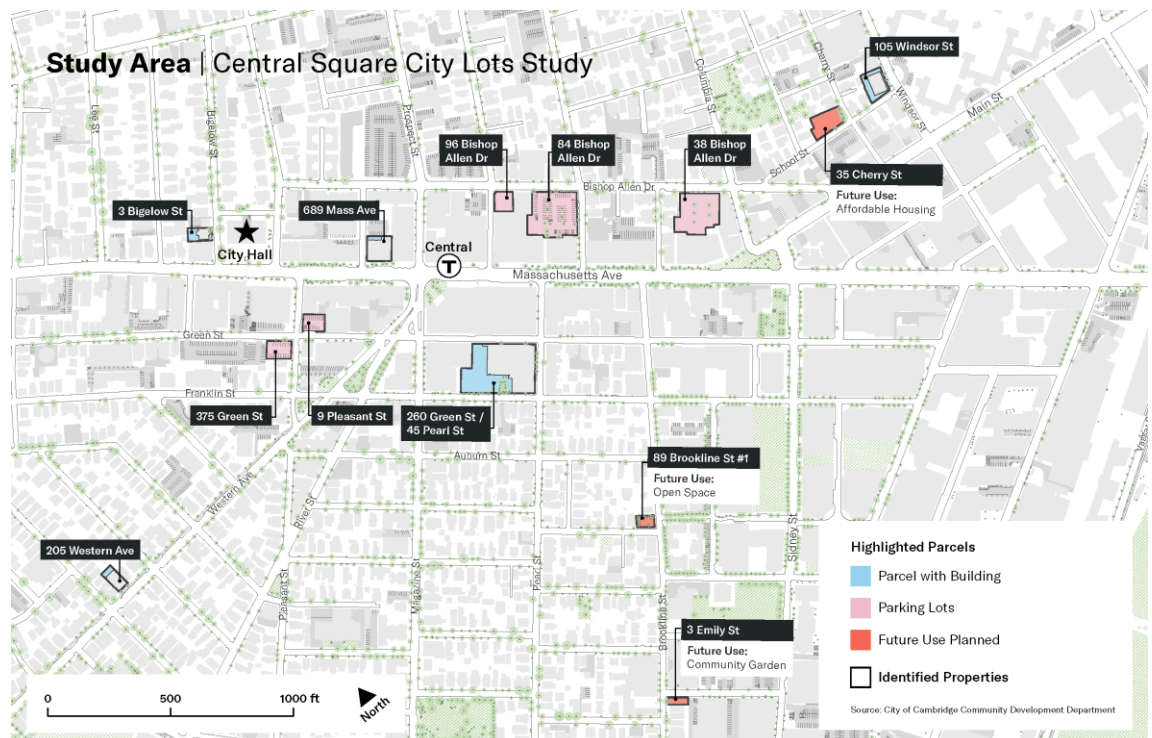 Study Area | Central Square City Lots Study
105 Windsor St
Cherry St
Columbia St
Windsor St
Main St
Lee St
Bigelow St
Prospect St
96 Bishop
Allen Dr
84 Bishop
Allen Dr
38 Bishop
Allen Dr
School St
35 Cherry St
Future Use:
Affordable Housing
Bishop Allen Dr
3 Bigelow St
689 Mass Ave
City Hall
Central
T
Massachusetts Ave
Green St
Franklin St
375 Green St
9 Pleasant St
260 Green St /
45 Pearl St
Auburn St
89 Brookline St #1
Future Use:
Open Space
Western Ave
River St
Sidney St
205 Western Ave
Pleasant St
Magazine St
Pearl St
Brookline St
3 Emily St
Future Use:
Community Garden
Highlighted Parcels
Parcel with Building
Parking Lots
Future Use Planned
Identified Properties
Source: City of Cambridge Community Development Department
0
500
1000 ft
North